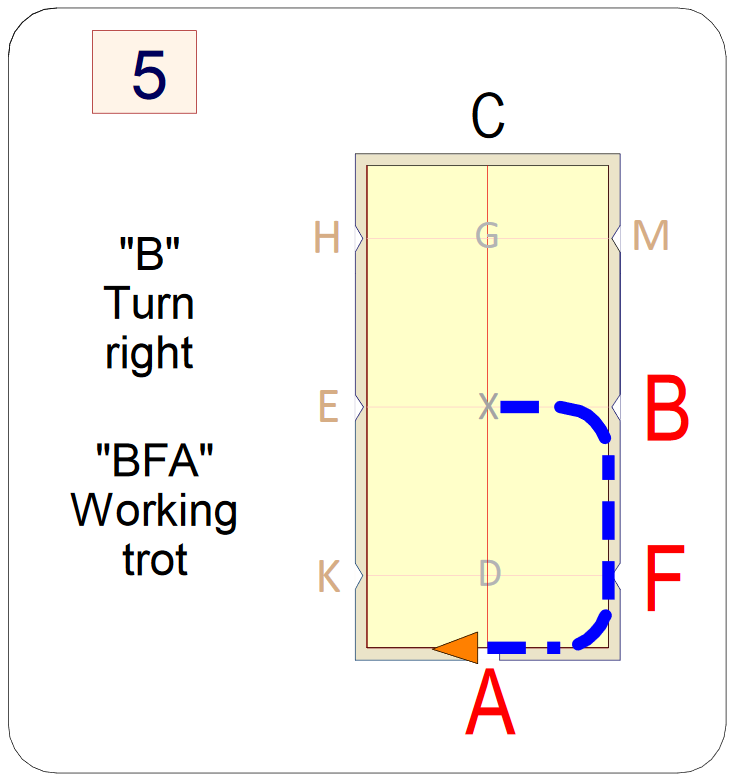 5
C
H G M
"B"
Turn
right
E X B
"BFA"
Working
trot
K D F
A